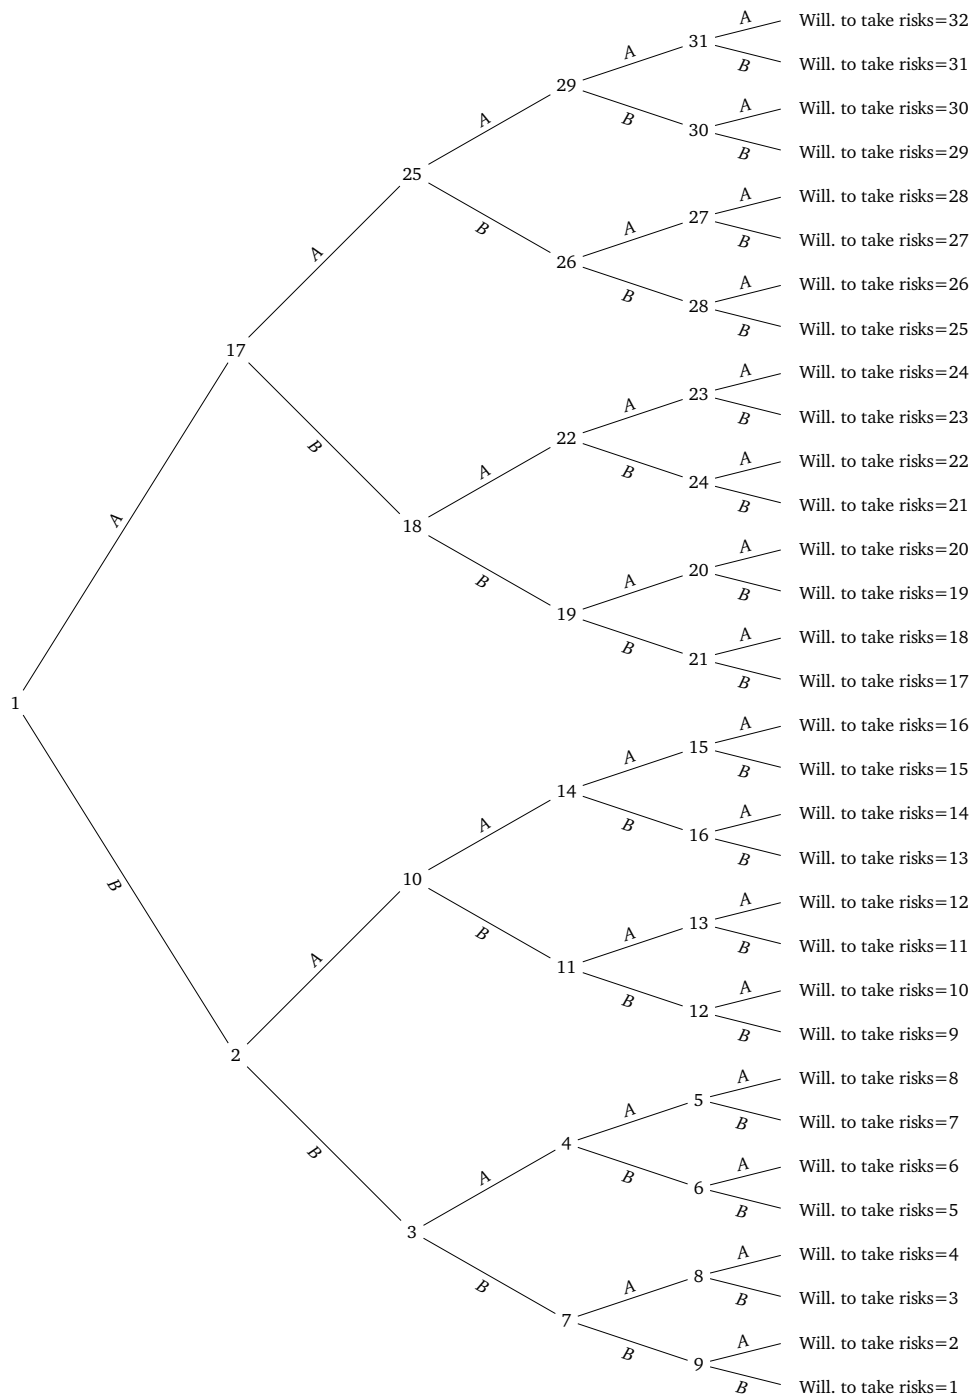 A Will. to take risks=32
31
A B Will. to take risks=31
29
A B A Will. to take risks=30
30
B Will. to take risks=29
25
A A Will. to take risks=28
27
B A B Will. to take risks=27
26
B A Will. to take risks=26
28
B Will. to take risks=25
17
A Will. to take risks=24
23
A B Will. to take risks=23
22
B A B A Will. to take risks=22
24
B Will. to take risks=21
18
A A Will. to take risks=20
20
B A B Will. to take risks=19
19
B A Will. to take risks=18
21
B Will. to take risks=17
1
A Will. to take risks=16
15
A B Will. to take risks=15
14
A B A Will. to take risks=14
16
B Will. to take risks=13
10
B A Will. to take risks=12
13
B A B Will. to take risks=11
11
A B A Will. to take risks=10
12
B Will. to take risks=9
2
A Will. to take risks=8
5
A B Will. to take risks=7
4
B A B A Will. to take risks=6
6
B Will. to take risks=5
3
A Will. to take risks=4
8
B A B Will. to take risks=3
7
B A Will. to take risks=2
9
B Will. to take risks=1